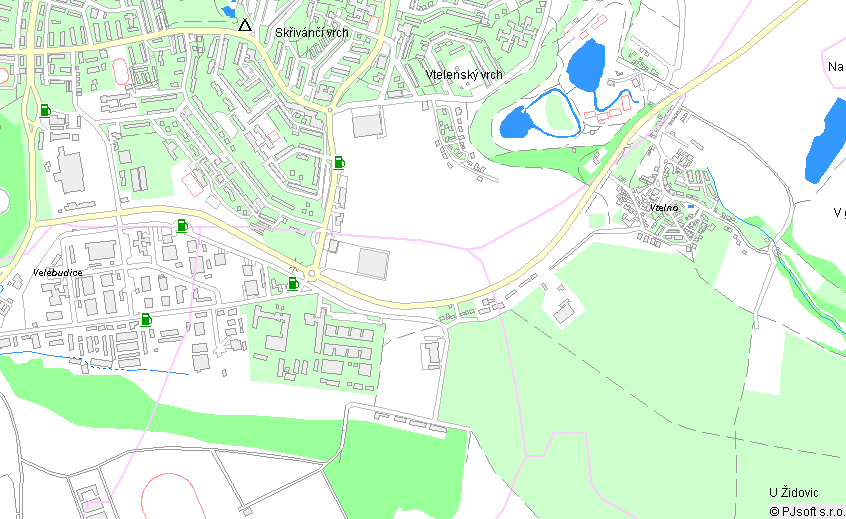 Skřivánčí vrch
Vtelenský vrch
Na
Vtelno
V
Velebudice
U Židovic
© PJsoft s.r.o.